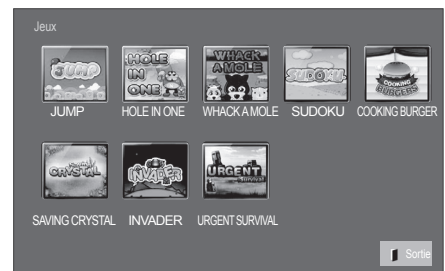 Jeux
JUMP
HOLE IN ONE
WHACK A MOLE
SUDOKU
COOKING BURGERS
JUMP HOLE IN ONE WHACK A MOLE SUDOKU COOKING BURGER
CRYSTAL
INVADER
URGENT
Survival
SAVING CRYSTAL INVADER URGENT SURVIVAL
Sortie